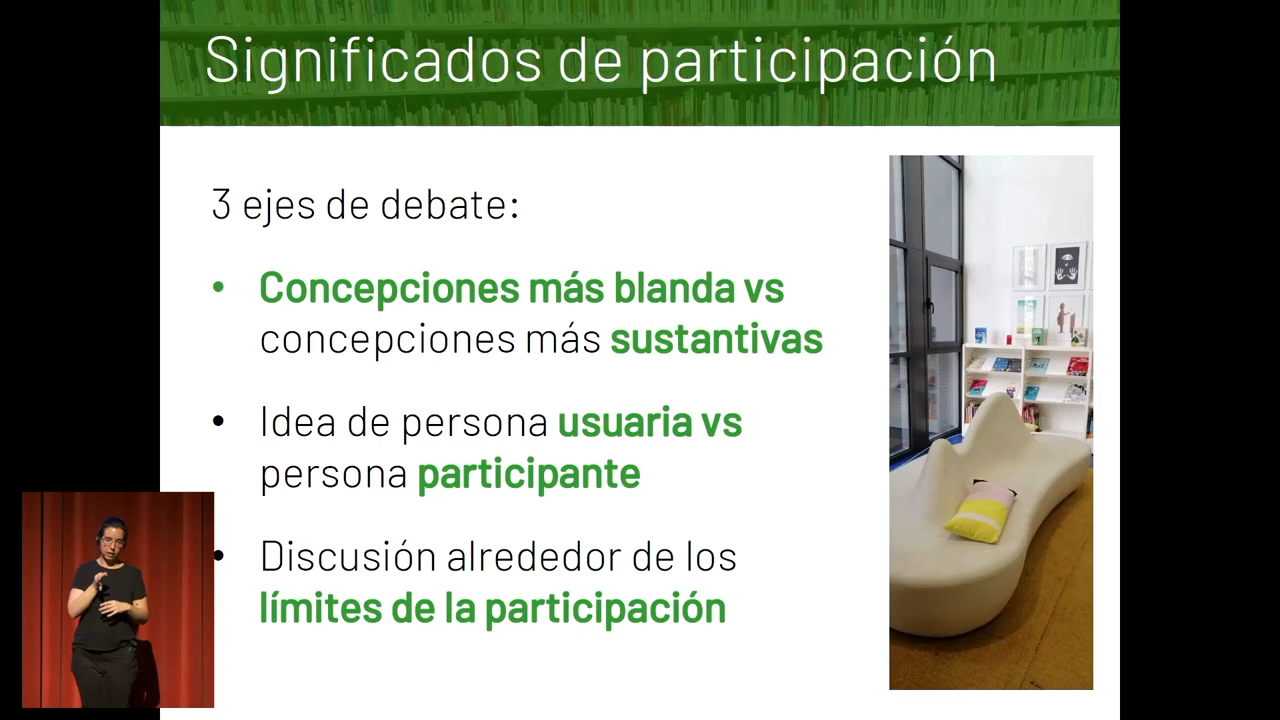 Significados de participación
3 ejes de debate:
• Concepciones más blanda vs
concepciones más sustantivas
• Idea de persona usuaria vs
persona participante
• Discusión alrededor de los
límites de la participación